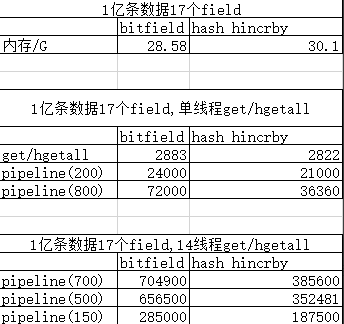 1亿条数据17个field
bitfield hash hincrby
内存/G 28.58 30.1
1亿条数据17个field,单线程get/hgetall
bitfield hash hincrby
get/hgetall 2883 2822
pipeline(200) 24000 21000
pipeline(800) 72000 36360
1亿条数据17个field,14线程get/hgetall
bitfield hash hincrby
pipeline(700) 704900 385600
pipeline(500) 656500 352481
pipeline(150) 285000 187500